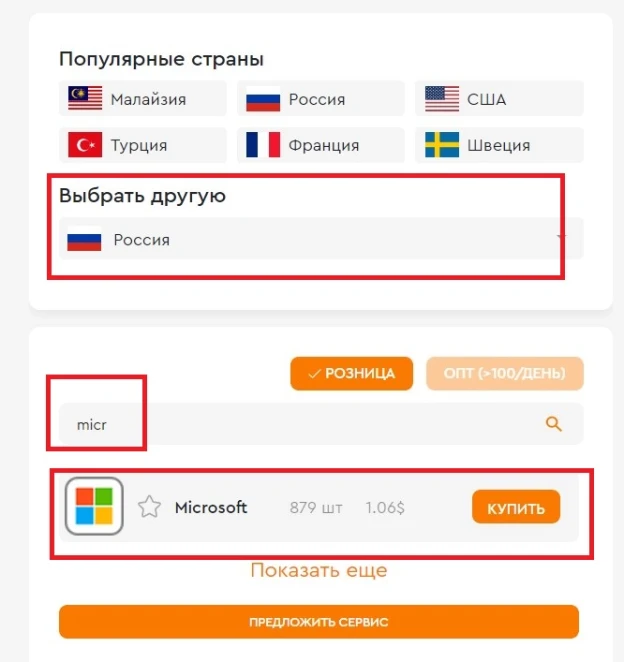 Популярные страны
Малайзия Россия США
Турция Франция Швеция
Выбрать другую
Россия
РОЗНИЦА ОПТ (>100/ДЕНЬ)
micr
Microsoft 879 шт 1.06$ КУПИТЬ
Показать еще
ПРЕДЛОЖИТЬ СЕРВИС